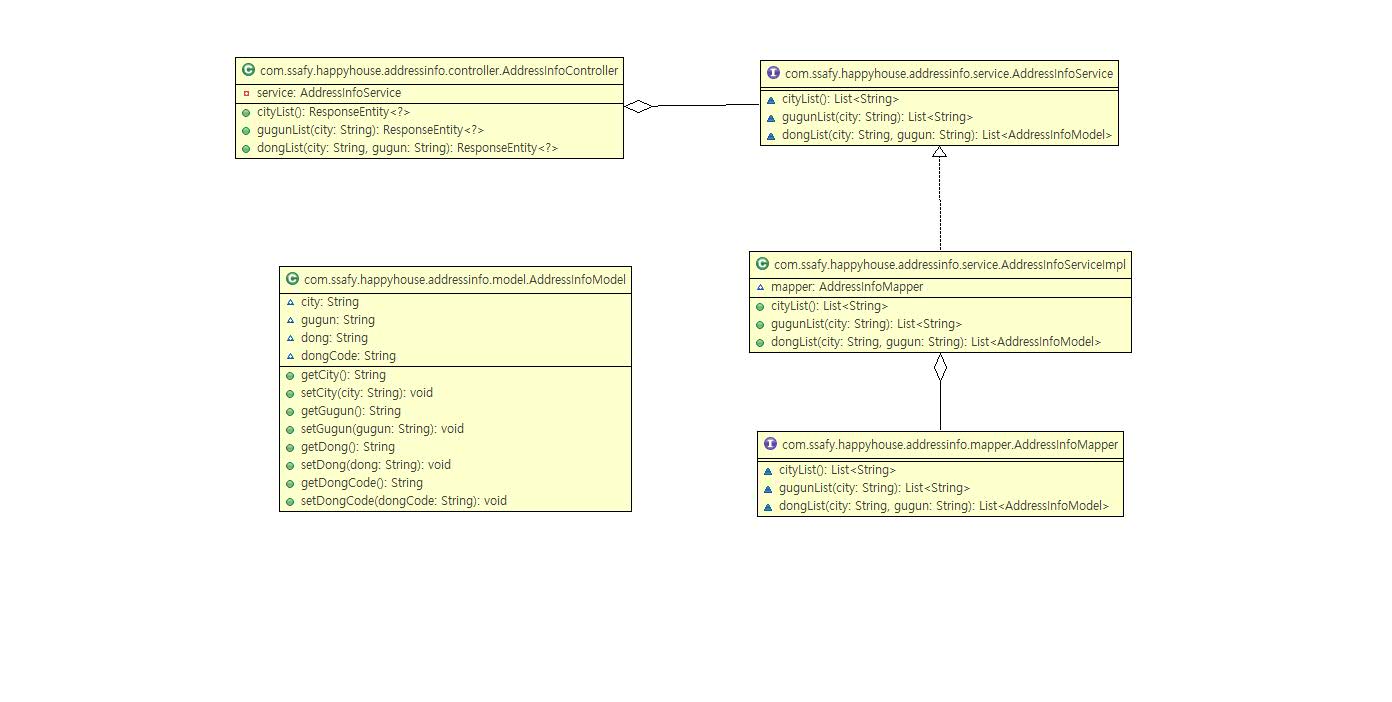 C com.ssafy.happyhouse.addressinfo.controller.AddressInfoController
service: AddressInfoService
cityList(): ResponseEntity<?>
gugunList(city: String): ResponseEntity<?>
dongList(city: String, gugun: String): ResponseEntity<?>
I com.ssafy.happyhouse.addressinfo.service.AddressInfoService
cityList(): List<String>
gugunList(city: String): List<String>
dongList(city: String, gugun: String): List<AddressInfoModel>
C com.ssafy.happyhouse.addressinfo.model.AddressInfoModel
city: String
gugun: String
dong: String
dongCode: String
getCity(): String
setCity(city: String): void
getGugun(): String
setGugun(gugun: String): void
getDong(): String
setDong(dong: String): void
getDongCode(): String
setDongCode(dongCode: String): void
C com.ssafy.happyhouse.addressinfo.service.AddressInfoServiceImpl
mapper: AddressInfoMapper
cityList(): List<String>
gugunList(city: String): List<String>
dongList(city: String, gugun: String): List<AddressInfoModel>
I com.ssafy.happyhouse.addressinfo.mapper.AddressInfoMapper
cityList(): List<String>
gugunList(city: String): List<String>
dongList(city: String, gugun: String): List<AddressInfoModel>